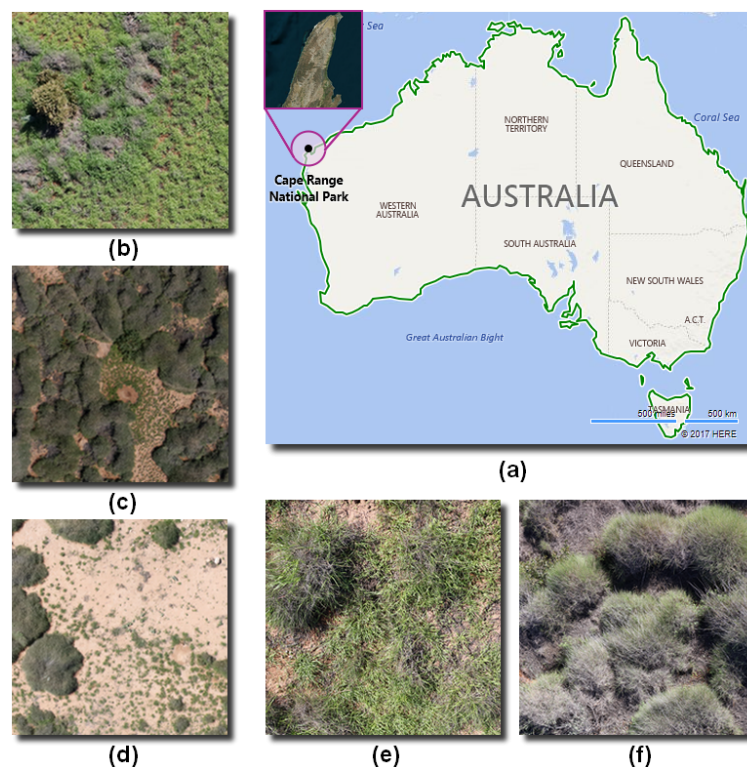 Sea
Coral Sea
NORTHERN
TERRITORY
QUEENSLAND
Cape Range
National Park
WESTERN
AUSTRALIA
AUSTRALIA
SOUTH AUSTRALIA
NEW SOUTH WALES
A.C.T.
Great Australian Bight
VICTORIA
TASMANIA
500 miles
500 km
© 2017 HERE
(a)
(b)
(c)
(d)
(e)
(f)